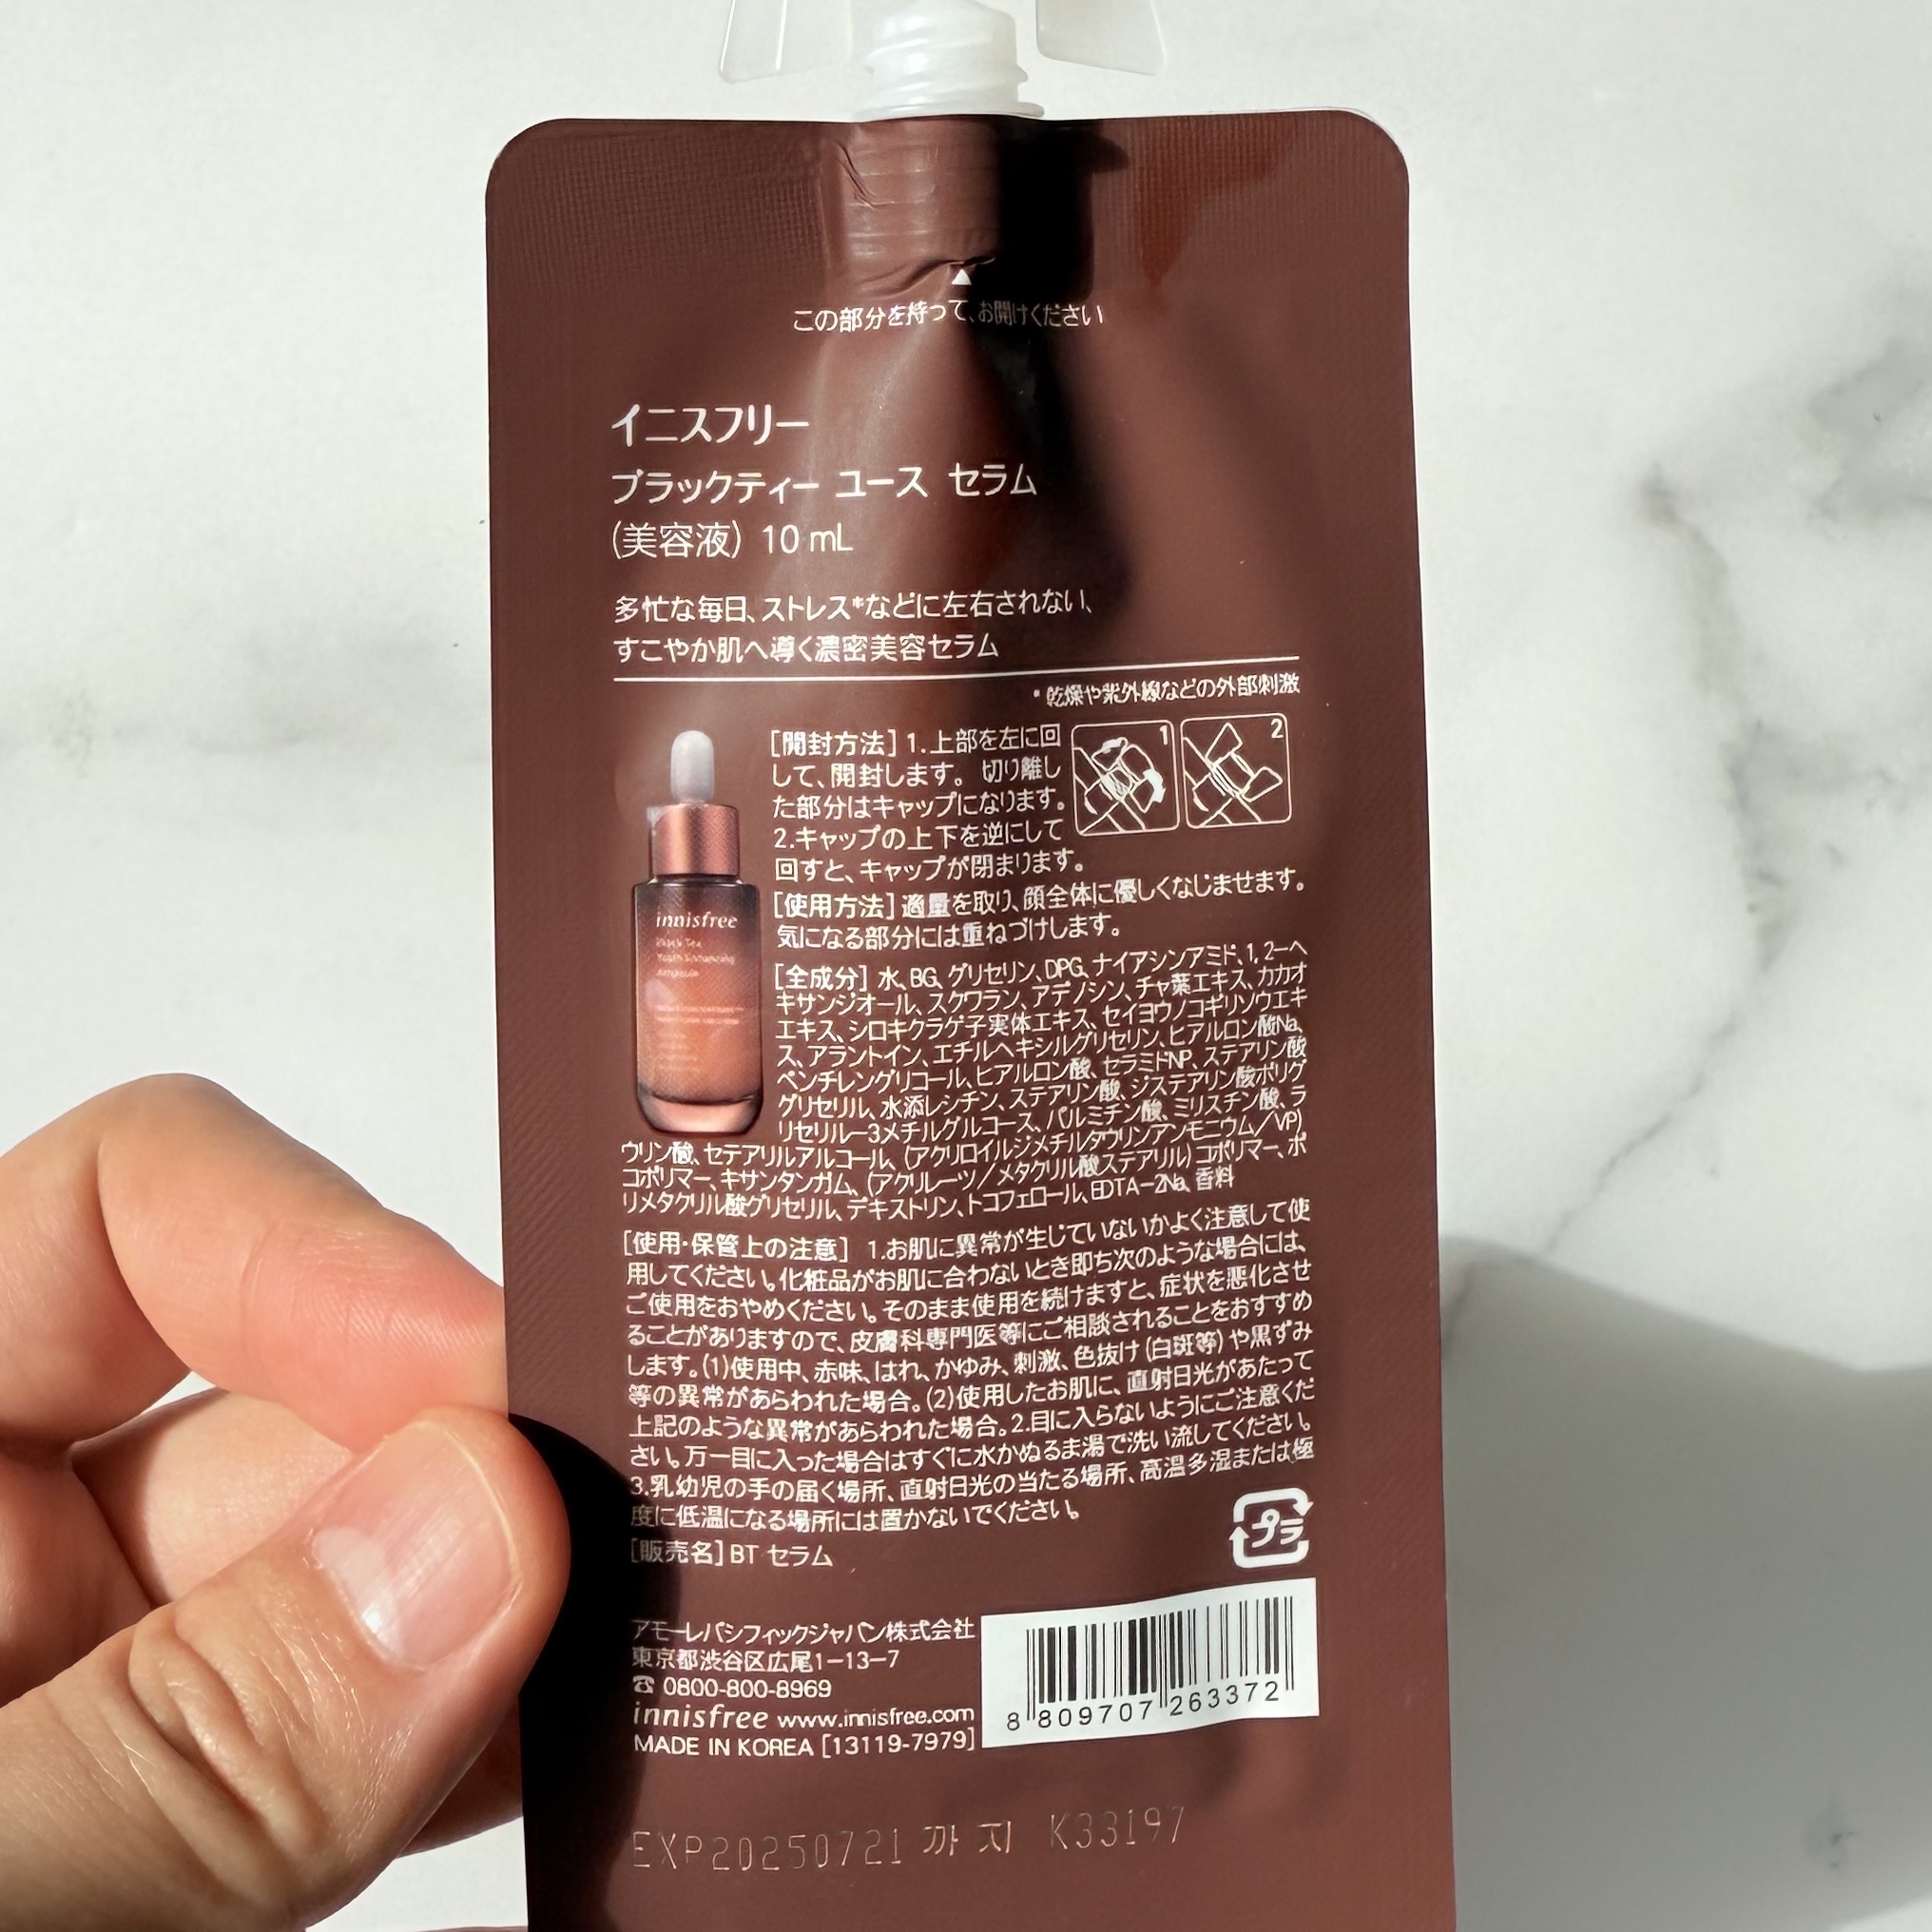 この部分を持って、お開けください
イニスフリー
ブラックティー ユース セラム
(美容液) 10 mL
多忙な毎日、ストレス*などに左右されない、
すこやか肌へ導く濃密美容セラム
* 乾燥や紫外線などの外部刺激
[開封方法] 1.上部を左に回
して、開封します。切り離し
た部分はキャップになります。
2.キャップの上下を逆にして
回すと、キャップが閉まります。
1
2
[使用方法] 適量を取り、顔全体に優しくなじませます。
気になる部分には重ねづけします。
innisfree
Black Tea
Youth Enhancing
Ampoule
[全成分] 水、BG、グリセリン、DPG、ナイアシンアミド、1,2-ヘ
キサンジオール、スクワラン、アデノシン、チャ葉エキス、カカオ
エキス、シロキクラゲ子実体エキス、セイヨウノコギリソウエキ
ス、アラントイン、エチルヘキシルグリセリン、ヒアルロン酸Na、
ペンチレングリコール、ヒアルロン酸、セラミドNP、ステアリン酸
グリセリル、水添レシチン、ステアリン酸、ジステアリン酸ポリグ
リセリル-3メチルグルコース、パルミチン酸、ミリスチン酸、ラ
ウリン酸、セテアリルアルコール、(アクリロイルジメチルタウリンアンモニウム/VP)
コポリマー、キサンタンガム、(アクリレーツ/メタクリル酸ステアリル)コポリマー、ポ
リメタクリル酸グリセリル、デキストリン、トコフェロール、EDTA-2Na、香料
[使用・保管上の注意] 1.お肌に異常が生じていないかよく注意して使
用してください。化粧品がお肌に合わないとき即ち次のような場合には、
ご使用をおやめください。そのまま使用を続けますと、症状を悪化させ
ることがありますので、皮膚科専門医等にご相談されることをおすすめ
します。(1)使用中、赤味、はれ、かゆみ、刺激、色抜け(白斑等)や黒ずみ
等の異常があらわれた場合。(2)使用したお肌に、直射日光があたって
上記のような異常があらわれた場合。2.目に入らないようにご注意くだ
さい。万一目に入った場合はすぐに水かぬるま湯で洗い流してください。
3.乳幼児の手の届く場所、直射日光の当たる場所、高温多湿または極
度に低温になる場所には置かないでください。
[販売名] BT セラム
プラ
アモーレパシフィックジャパン株式会社
東京都渋谷区広尾1-13-7
☎ 0800-800-8969
innisfree www.innisfree.com
MADE IN KOREA [13119-7979]
8 809707 263372
EXP20250721 까지 K33197